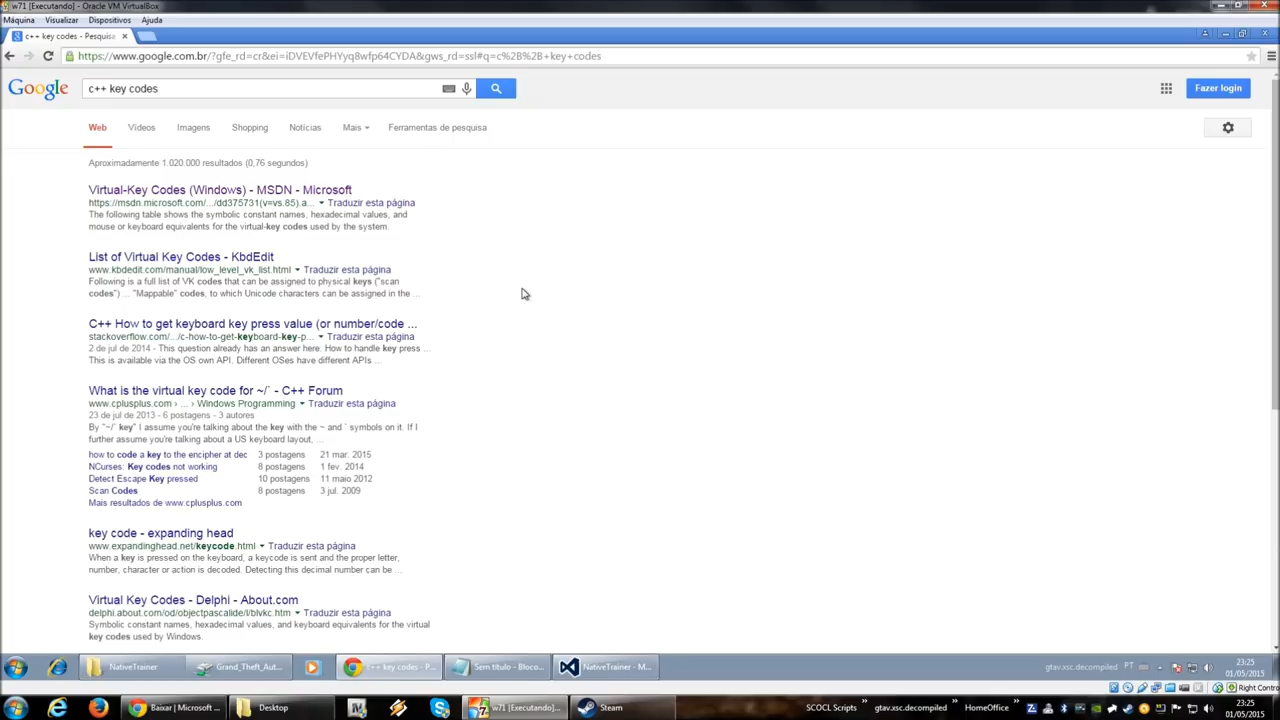 w71 [Executando] - Oracle VM VirtualBox
Máquina Visualizar Dispositivos Ajuda
c++ key codes - Pesquisa
https://www.google.com.br/?gfe_rd=cr&ei=iDVEVfePHYyq8wfp64CYDA&gws_rd=ssl#q=c%2B%2B+key+codes
Google c++ key codes Fazer login
Web Vídeos Imagens Shopping Notícias Mais Ferramentas de pesquisa
Aproximadamente 1.020.000 resultados (0,76 segundos)
Virtual-Key Codes (Windows) - MSDN - Microsoft
https://msdn.microsoft.com/.../dd375731(v=vs.85).a... Traduzir esta página
The following table shows the symbolic constant names, hexadecimal values, and
mouse or keyboard equivalents for the virtual-key codes used by the system.
List of Virtual Key Codes - KbdEdit
www.kbdedit.com/manual/low_level_vk_list.html Traduzir esta página
Following is a full list of VK codes that can be assigned to physical keys ("scan
codes") ... "Mappable" codes, to which Unicode characters can be assigned in the ...
C++ How to get keyboard key press value (or number/code ...
stackoverflow.com/.../c-how-to-get-keyboard-key-p... Traduzir esta página
2 de jul de 2014 - This question already has an answer here. How to handle key press ...
This is available via the OS own API. Different OSes have different APIs ...
What is the virtual key code for ~/` - C++ Forum
www.cplusplus.com › ... › Windows Programming Traduzir esta página
23 de jul de 2013 - 6 postagens - 3 autores
By "~/` key" I assume you're talking about the key with the ~ and ` symbols on it. If I
further assume you're talking about a US keyboard layout, ...
how to code a key to the encipher at dec 3 postagens 21 mar. 2015
NCurses: Key codes not working 8 postagens 1 fev. 2014
Detect Escape Key pressed 10 postagens 11 maio 2012
Scan Codes 8 postagens 3 jul. 2009
Mais resultados de www.cplusplus.com
key code - expanding head
www.expandinghead.net/keycode.html Traduzir esta página
When a key is pressed on the keyboard, a keycode is sent and the proper letter,
number, character or action is decoded. Detecting this decimal number can be ...
Virtual Key Codes - Delphi - About.com
delphi.about.com/od/objectpascalide/l/blvkc.htm Traduzir esta página
Symbolic constant names, hexadecimal values, and keyboard equivalents for the virtual
key codes used by Windows.
NativeTrainer Grand_Theft_Aut... c++ key codes - P... Sem título - Bloco... NativeTrainer - M... gtav.xsc.decompiled PT 23:25
01/05/2015
Right Contro
Baixar | Microsoft ... Desktop w71 [Executando]... Steam SCOCL Scripts gtav.xsc.decompiled HomeOffice 23:25
01/05/2015